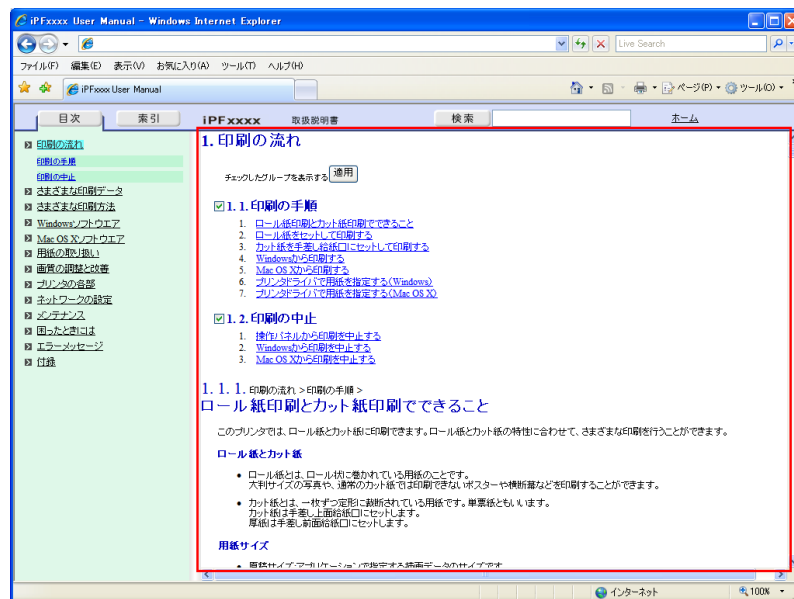 iPFxxxx User Manual - Windows Internet Explorer
Live Search
ファイル(F) 編集(E) 表示(V) お気に入り(A) ツール(T) ヘルプ(H)
iPFxxxx User Manual
ページ(P) ツール(O)
目次 索引 iPFxxxx 取扱説明書 検索 ホーム
印刷の流れ
印刷の手順
印刷の中止
さまざまな印刷データ
さまざまな印刷方法
Windowsソフトウエア
Mac OS Xソフトウエア
用紙の取り扱い
画質の調整と改善
プリンタの各部
ネットワークの設定
メンテナンス
困ったときには
エラーメッセージ
付録
1. 印刷の流れ
チェックしたグループを表示する 適用
1. 1. 印刷の手順
1. ロール紙印刷とカット紙印刷でできること
2. ロール紙をセットして印刷する
3. カット紙を手差し給紙口にセットして印刷する
4. Windowsから印刷する
5. Mac OS Xから印刷する
6. プリンタドライバで用紙を指定する(Windows)
7. プリンタドライバで用紙を指定する(Mac OS X)
1. 2. 印刷の中止
1. 操作パネルから印刷を中止する
2. Windowsから印刷を中止する
3. Mac OS Xから印刷を中止する
1. 1. 1. 印刷の流れ > 印刷の手順 >
ロール紙印刷とカット紙印刷でできること
このプリンタでは、ロール紙とカット紙に印刷できます。ロール紙とカット紙の特性に合わせて、さまざまな印刷を行うことができます。
ロール紙とカット紙
• ロール紙とは、ロール状に巻かれている用紙のことです。
大判サイズの写真や、通常のカット紙では印刷できないポスターや横断幕などを印刷することができます。
• カット紙とは、一枚ずつ定形に裁断されている用紙です。単票紙ともいいます。
カット紙は手差し上面給紙口にセットします。
厚紙は手差し前面給紙口にセットします。
用紙サイズ
• 原稿サイズ:アプリケーションで指定する描画データのサイズです。
インターネット 100%